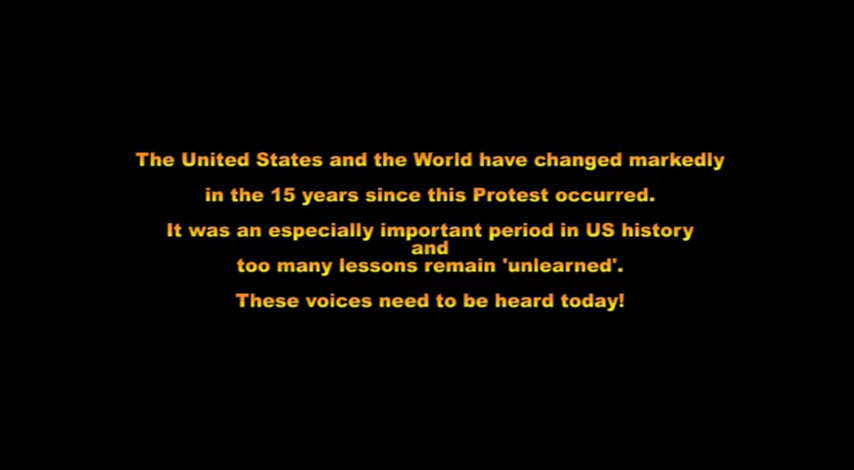 The United States and the World have changed markedly
in the 15 years since this Protest occurred.
It was an especially important period in US history
and
too many lessons remain 'unlearned'.
These voices need to be heard today!